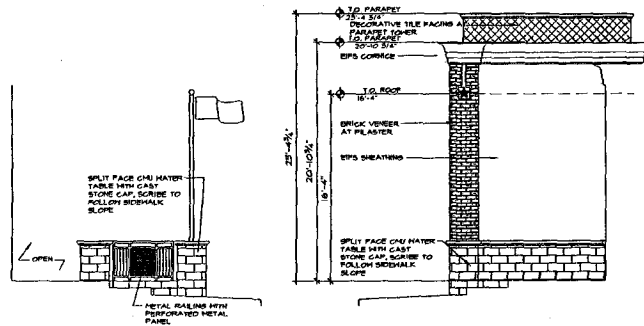 T.O. PARAPET
25'-4 3/4"
DECORATIVE TILE FACING AT
PARAPET TOWER
T.O. PARAPET
20'-10 3/4"
EIFS CORNICE
T.O. ROOF
16'-4"
BRICK VENEER
AT PILASTER
EIFS SHEATHING
25'-4 3/4"
20'-10 3/4"
16'-4"
SPLIT FACE CMU WATER
TABLE WITH CAST
STONE CAP, SCRIBE TO
FOLLOW SIDEWALK
SLOPE
OPEN
METAL RAILING WITH
PERFORATED METAL
PANEL
SPLIT FACE CMU WATER
TABLE WITH CAST
STONE CAP, SCRIBE TO
FOLLOW SIDEWALK
SLOPE